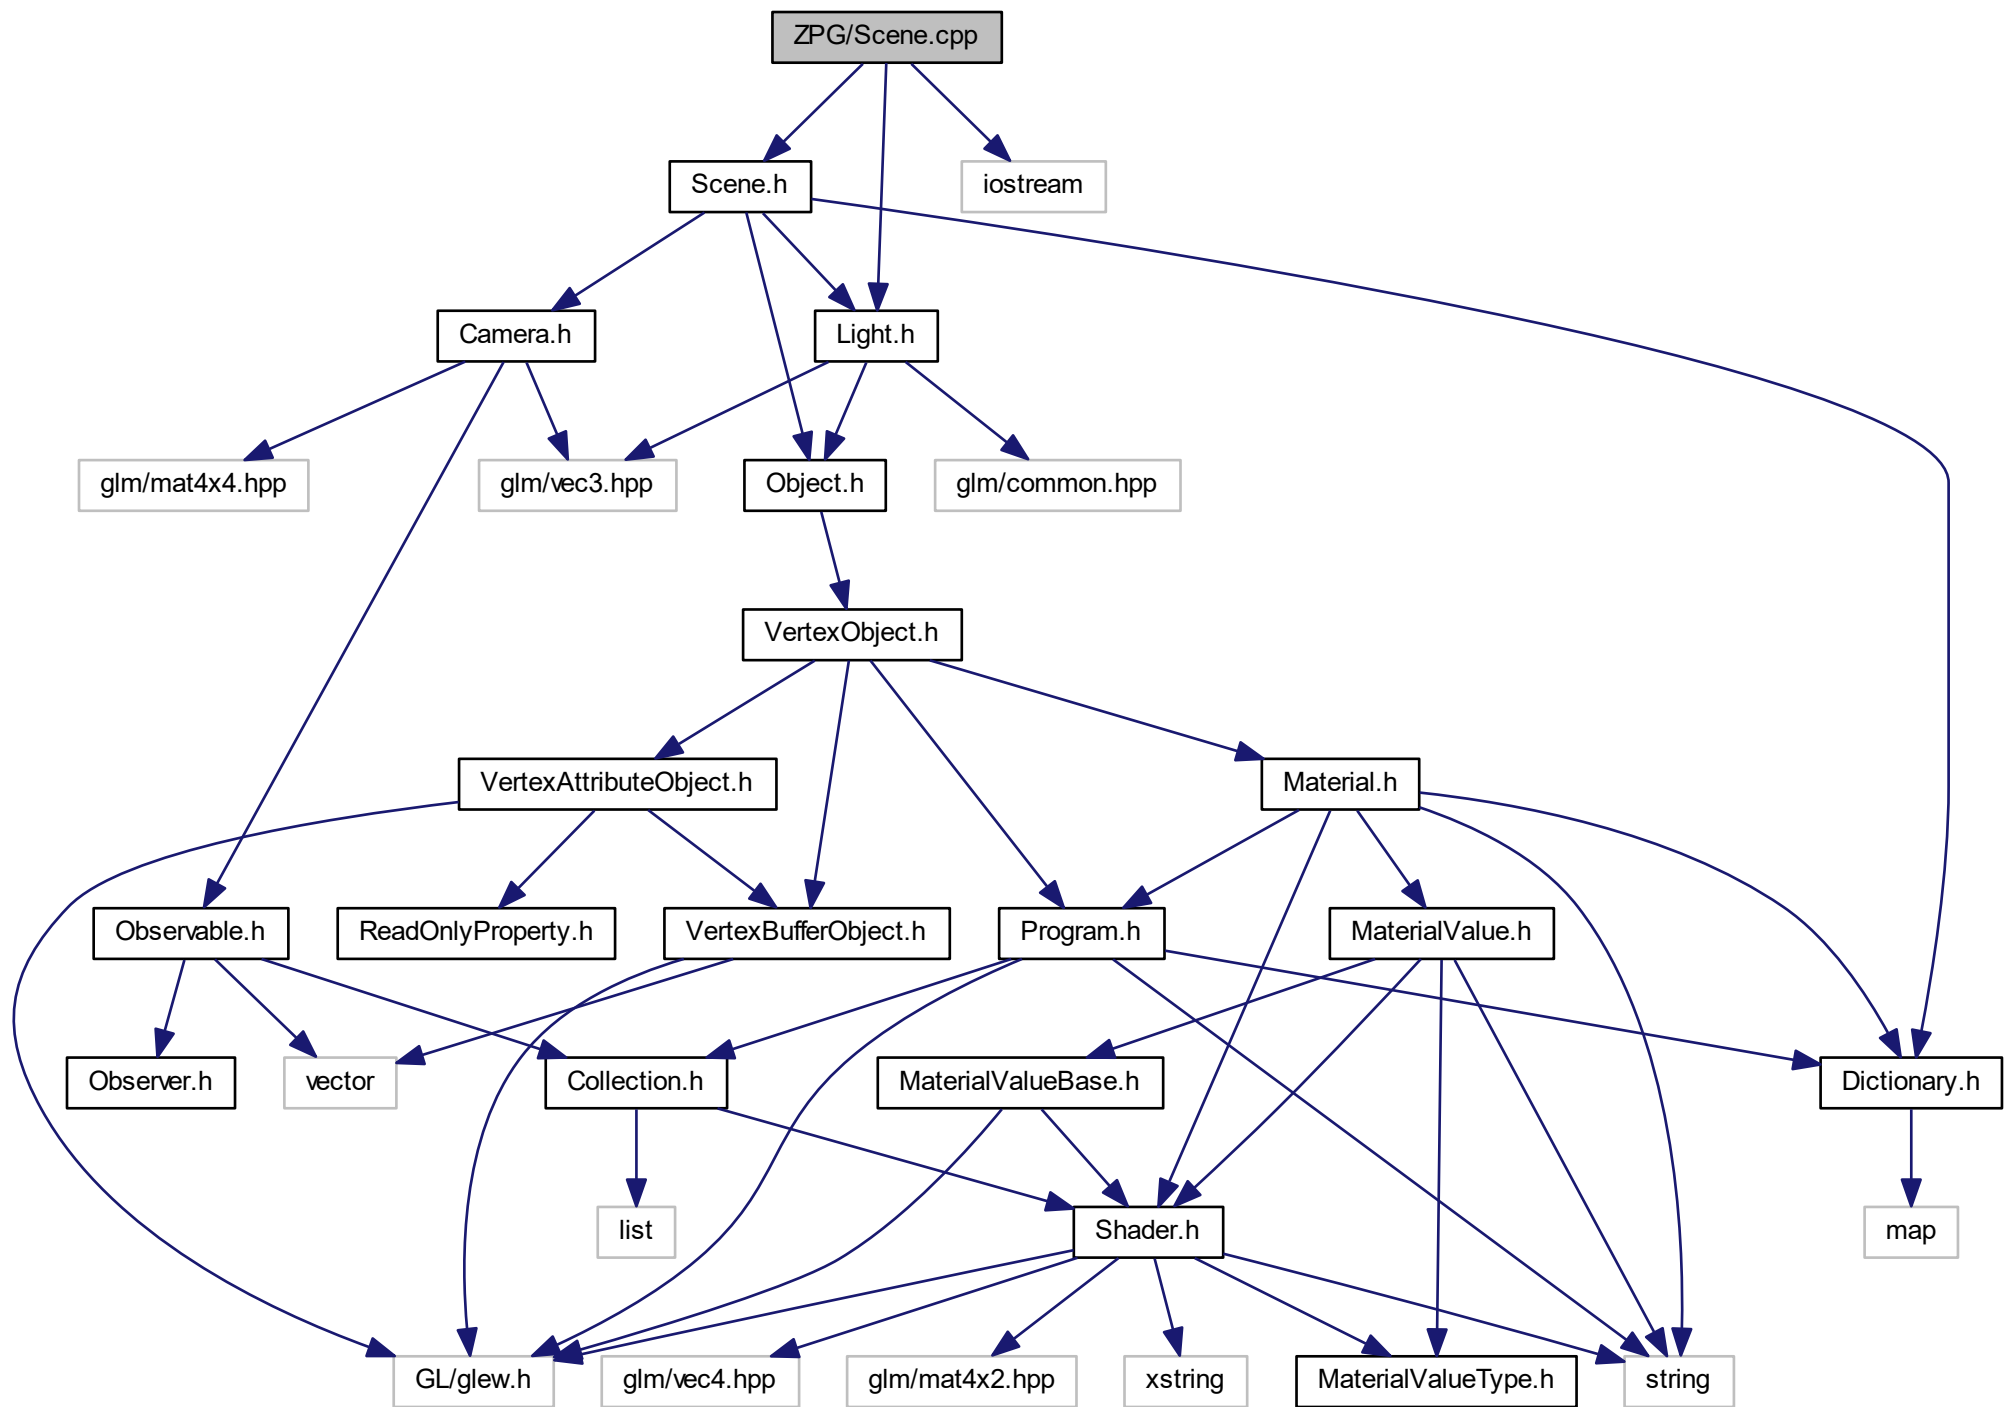 ZPG/Scene.cpp
Scene.h
iostream
Camera.h
Light.h
glm/mat4x4.hpp
glm/vec3.hpp
Object.h
glm/common.hpp
VertexObject.h
VertexAttributeObject.h
Material.h
Observable.h
ReadOnlyProperty.h
VertexBufferObject.h
Program.h
MaterialValue.h
Observer.h
vector
Collection.h
MaterialValueBase.h
Dictionary.h
list
Shader.h
map
GL/glew.h
glm/vec4.hpp
glm/mat4x2.hpp
xstring
MaterialValueType.h
string